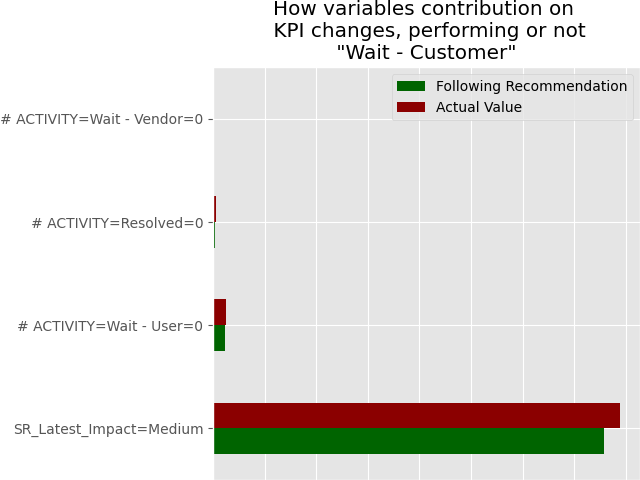 How variables contribution on
KPI changes, performing or not
"Wait - Customer"
Following Recommendation
Actual Value
# ACTIVITY=Wait - Vendor=0
# ACTIVITY=Resolved=0
# ACTIVITY=Wait - User=0
SR_Latest_Impact=Medium